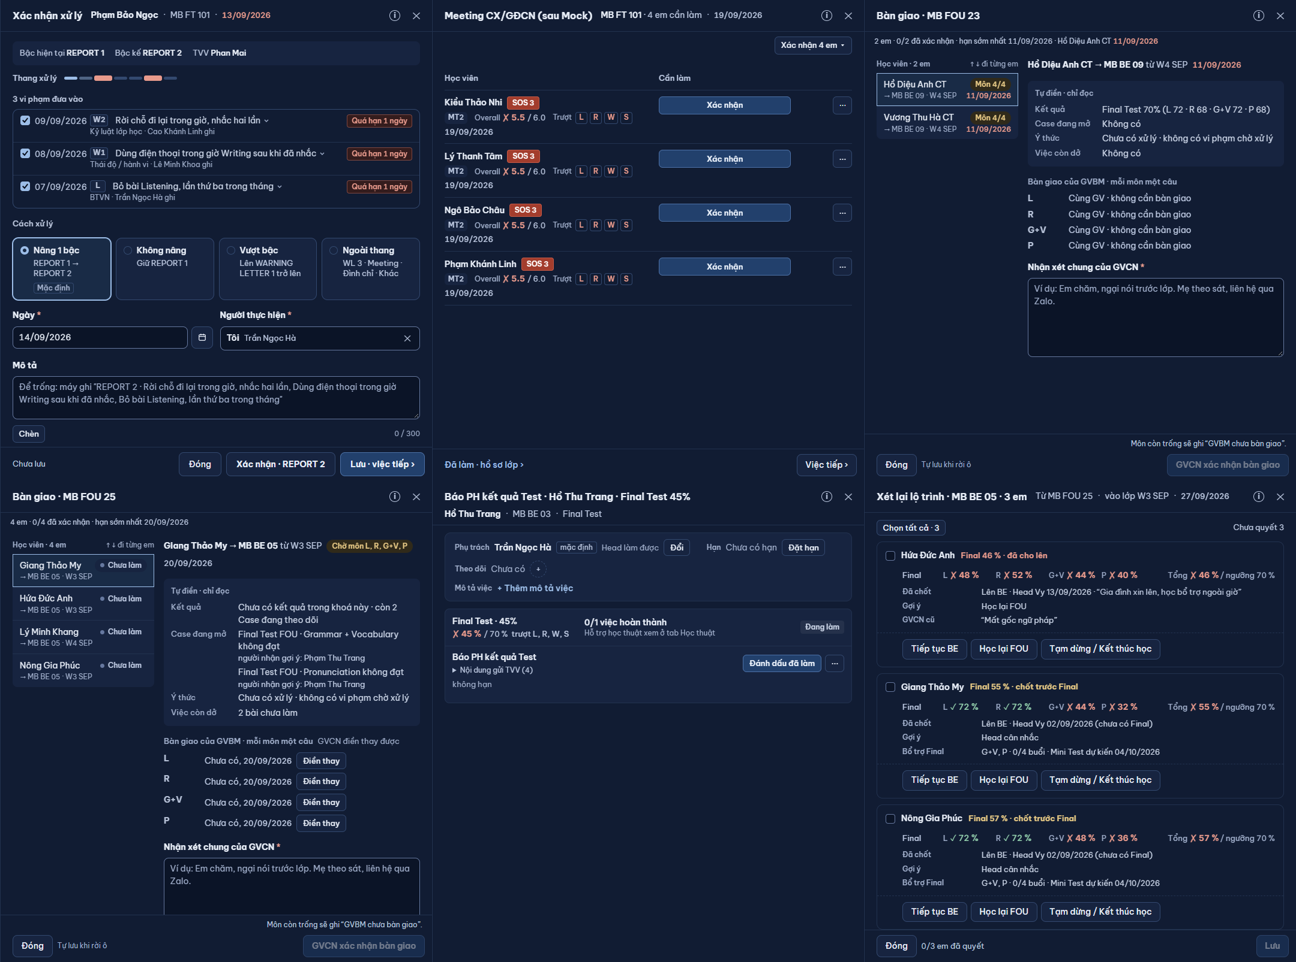 Xác nhận xử lý Phạm Bảo Ngọc · MB FT 101 · 13/09/2026
Bậc hiện tại REPORT 1 Bậc kế REPORT 2 TVV Phan Mai
Thang xử lý
3 vi phạm đưa vào
09/09/2026 W2 Rời chỗ đi lại trong giờ, nhắc hai lần Quá hạn 1 ngày
Kỷ luật lớp học · Cao Khánh Linh ghi
08/09/2026 W1 Dùng điện thoại trong giờ Writing sau khi đã nhắc Quá hạn 1 ngày
Thái độ / hành vi · Lê Minh Khoa ghi
07/09/2026 L Bỏ bài Listening, lần thứ ba trong tháng Quá hạn 1 ngày
BTVN · Trần Ngọc Hà ghi
Cách xử lý
Nâng 1 bậc
REPORT 1 →
REPORT 2
Mặc định
Không nâng
Giữ REPORT 1
Vượt bậc
Lên WARNING
LETTER 1 trở lên
Ngoài thang
WL 3 · Meeting ·
Đình chỉ · Khác
Ngày * Người thực hiện *
14/09/2026 Tôi Trần Ngọc Hà
Mô tả
Để trống: máy ghi "REPORT 2 · Rời chỗ đi lại trong giờ, nhắc hai lần, Dùng điện thoại trong giờ
Writing sau khi đã nhắc, Bỏ bài Listening, lần thứ ba trong tháng"
Chèn 0 / 300
Chưa lưu Đóng Xác nhận · REPORT 2 Lưu · việc tiếp ›
Meeting CX/GĐCN (sau Mock) MB FT 101 · 4 em cần làm · 19/09/2026
Xác nhận 4 em
Học viên Cần làm
Kiều Thảo Nhi SOS 3 Xác nhận ...
MT2 Overall ✗ 5.5 / 6.0 Trượt L R W S
19/09/2026
Lý Thanh Tâm SOS 3 Xác nhận ...
MT2 Overall ✗ 5.5 / 6.0 Trượt L R W S
19/09/2026
Ngô Bảo Châu SOS 3 Xác nhận ...
MT2 Overall ✗ 5.5 / 6.0 Trượt L R W S
19/09/2026
Phạm Khánh Linh SOS 3 Xác nhận ...
MT2 Overall ✗ 5.5 / 6.0 Trượt L R W S
19/09/2026
Đã làm · hồ sơ lớp › Việc tiếp ›
Bàn giao · MB FOU 23
2 em · 0/2 đã xác nhận · hạn sớm nhất 11/09/2026 · Hồ Diệu Anh CT 11/09/2026
Học viên · 2 em ↑↓ đi từng em
Hồ Diệu Anh CT Môn 4/4
→ MB BE 09 · W4 SEP 11/09/2026
Vương Thu Hà CT Môn 4/4
→ MB BE 09 · W4 SEP 11/09/2026
Hồ Diệu Anh CT → MB BE 09 từ W4 SEP 11/09/2026
Tự điền · chỉ đọc
Kết quả Final Test 70% (L 72 · R 68 · G+V 72 · P 68)
Case đang mở Không có
Ý thức Chưa có xử lý · không có vi phạm chờ xử lý
Việc còn dở Không có
Bàn giao của GVBM · mỗi môn một câu
L Cùng GV · không cần bàn giao
R Cùng GV · không cần bàn giao
G+V Cùng GV · không cần bàn giao
P Cùng GV · không cần bàn giao
Nhận xét chung của GVCN *
Ví dụ: Em chăm, ngại nói trước lớp. Mẹ theo sát, liên hệ qua
Zalo.
Môn còn trống sẽ ghi “GVBM chưa bàn giao”.
Đóng Tự lưu khi rời ô GVCN xác nhận bàn giao
Bàn giao · MB FOU 25
4 em · 0/4 đã xác nhận · hạn sớm nhất 20/09/2026
Học viên · 4 em ↑↓ đi từng em
Giang Thảo My Chưa làm
→ MB BE 05 · W3 SEP
Hứa Đức Anh Chưa làm
→ MB BE 05 · W3 SEP
Lý Minh Khang Chưa làm
→ MB BE 05 · W4 SEP
Nông Gia Phúc Chưa làm
→ MB BE 05 · W3 SEP
Giang Thảo My → MB BE 05 từ W3 SEP Chờ môn L, R, G+V, P
20/09/2026
Tự điền · chỉ đọc
Kết quả Chưa có kết quả trong khoá này · còn 2
Case đang theo dõi
Case đang mở Final Test FOU · Grammar + Vocabulary
không đạt
người nhận gợi ý: Phạm Thu Trang
Final Test FOU · Pronunciation không đạt
người nhận gợi ý: Phạm Thu Trang
Ý thức Chưa có xử lý · không có vi phạm chờ xử lý
Việc còn dở 2 bài chưa làm
Bàn giao của GVBM · mỗi môn một câu GVCN điền thay được
L Chưa có, 20/09/2026 Điền thay
R Chưa có, 20/09/2026 Điền thay
G+V Chưa có, 20/09/2026 Điền thay
P Chưa có, 20/09/2026 Điền thay
Nhận xét chung của GVCN *
Ví dụ: Em chăm, ngại nói trước lớp. Mẹ theo sát, liên hệ qua
Zalo.
Môn còn trống sẽ ghi “GVBM chưa bàn giao”.
Đóng Tự lưu khi rời ô GVCN xác nhận bàn giao
Báo PH kết quả Test · Hồ Thu Trang · Final Test 45%
Hồ Thu Trang · MB BE 03 · Final Test
Phụ trách Trần Ngọc Hà mặc định Head làm được Đổi Hạn Chưa có hạn Đặt hạn
Theo dõi Chưa có +
Mô tả việc + Thêm mô tả việc
Final Test · 45% 0/1 việc hoàn thành Đang làm
✗ 45 % / 70 % trượt L, R, W, S Hỗ trợ học thuật xem ở tab Học thuật
Báo PH kết quả Test Đánh dấu đã làm ...
▸ Nội dung gửi TVV (4)
không hạn
Xét lại lộ trình · MB BE 05 · 3 em Từ MB FOU 25 · vào lớp W3 SEP · 27/09/2026
Chọn tất cả · 3 Chưa quyết 3
Hứa Đức Anh Final 46 % · đã cho lên
Final L ✗ 48 % R ✗ 52 % G+V ✗ 44 % P ✗ 40 % Tổng ✗ 46 % / ngưỡng 70 %
Đã chốt Lên BE · Head Vy 13/09/2026 · “Gia đình xin lên, học bổ trợ ngoài giờ”
Gợi ý Học lại FOU
GVCN cũ “Mất gốc ngữ pháp”
Tiếp tục BE Học lại FOU Tạm dừng / Kết thúc học
Giang Thảo My Final 55 % · chốt trước Final
Final L ✓ 72 % R ✓ 72 % G+V ✗ 44 % P ✗ 32 % Tổng ✗ 55 % / ngưỡng 70 %
Đã chốt Lên BE · Head Vy 02/09/2026 (chưa có Final)
Gợi ý Head cân nhắc
Bổ trợ Final G+V, P · 0/4 buổi · Mini Test dự kiến 04/10/2026
Tiếp tục BE Học lại FOU Tạm dừng / Kết thúc học
Nông Gia Phúc Final 57 % · chốt trước Final
Final L ✓ 72 % R ✓ 72 % G+V ✗ 48 % P ✗ 36 % Tổng ✗ 57 % / ngưỡng 70 %
Đã chốt Lên BE · Head Vy 02/09/2026 (chưa có Final)
Gợi ý Head cân nhắc
Bổ trợ Final G+V, P · 0/4 buổi · Mini Test dự kiến 04/10/2026
Tiếp tục BE Học lại FOU Tạm dừng / Kết thúc học
Đóng 0/3 em đã quyết Lưu